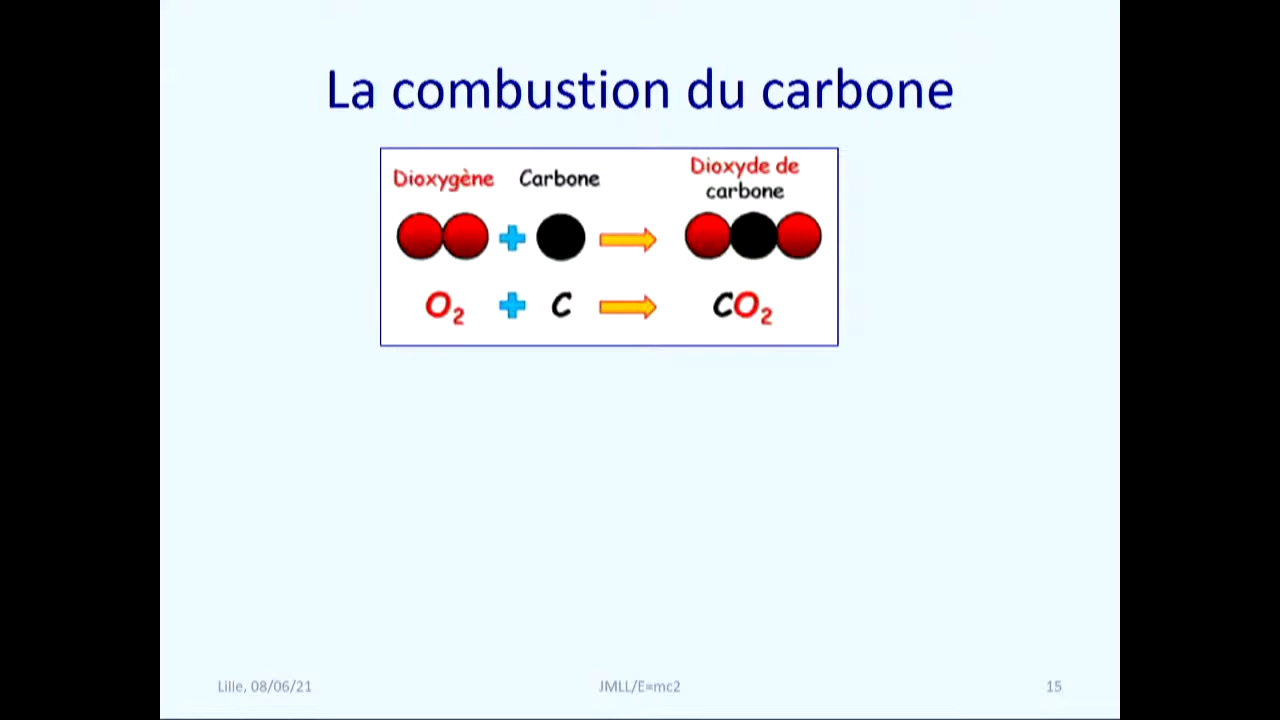 La combustion du carbone
Dioxygène Carbone Dioxyde de
carbone
O₂ + C → CO₂
Lille, 08/06/21 JMLL/E=mc2 15